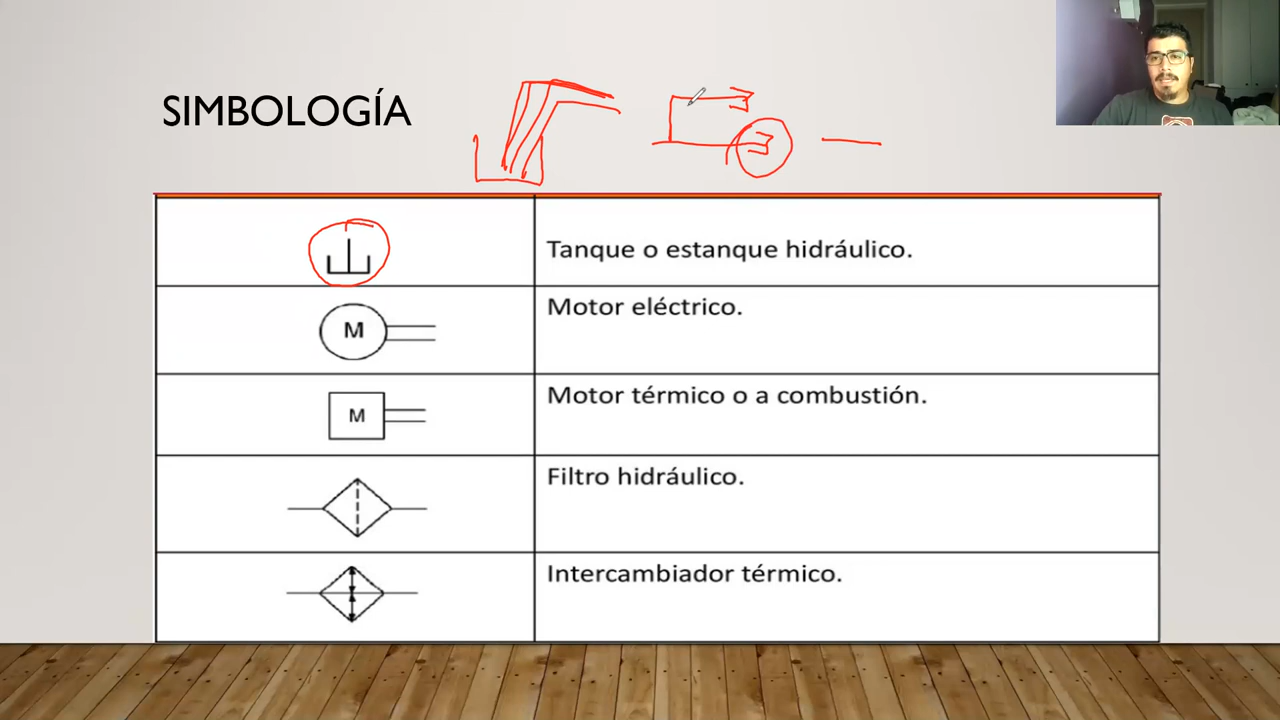 SIMBOLOGÍA
Tanque o estanque hidráulico.
M
Motor eléctrico.
M
Motor térmico o a combustión.
Filtro hidráulico.
Intercambiador térmico.